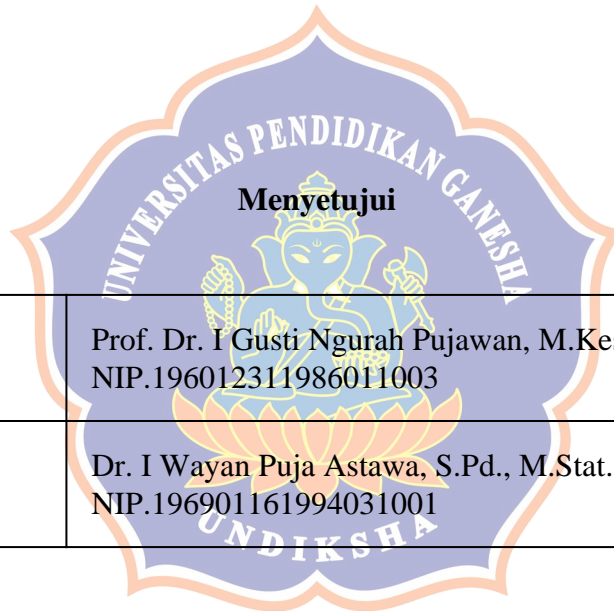 UNIVERSITAS PENDIDIKAN GANESHA
Menyetujui
Prof. Dr. I Gusti Ngurah Pujawan, M.Kes
NIP.196012311986011003
Dr. I Wayan Puja Astawa, S.Pd., M.Stat.
NIP.196901161994031001
UNDIKSHA